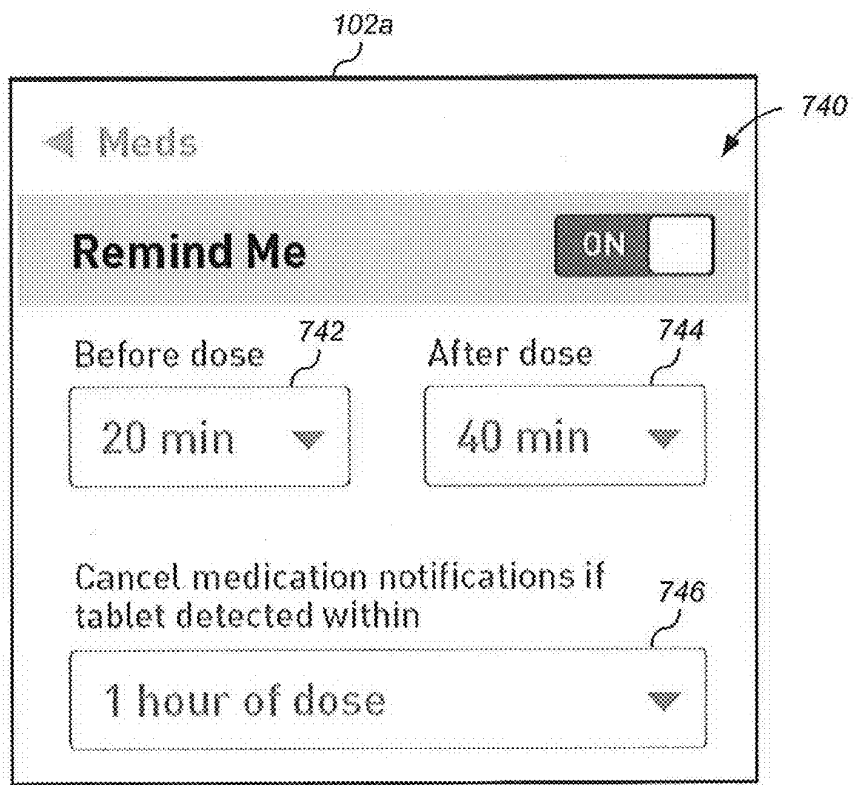 102a
740
Meds
Remind Me ON
Before dose 742 After dose 744
20 min 40 min
Cancel medication notifications if
tablet detected within 746
1 hour of dose